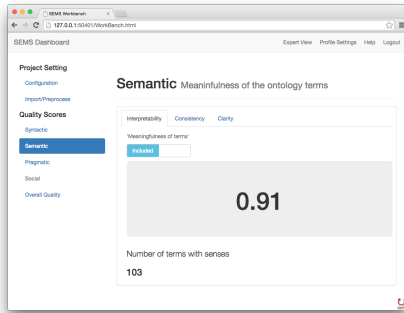 SEMS Workbench
127.0.0.1:50401/WorkBench.html
SEMS Dashboard
Expert View Profile Settings Help Logout
Project Setting
Configuration
Import/Preprocess
Quality Scores
Syntactic
Semantic
Pragmatic
Social
Overall Quality
Semantic Meaninfulness of the ontology terms
Interpretability Consistency Clarity
'Meaningfulness of terms'
Included
0.91
Number of terms with senses
103